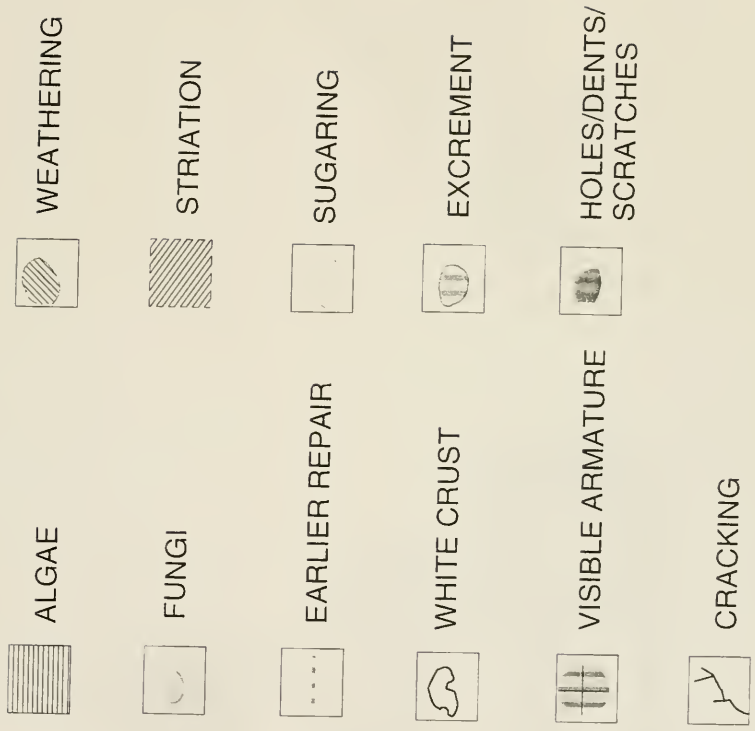 ALGAE
FUNGI
EARLIER REPAIR
WHITE CRUST
VISIBLE ARMATURE
CRACKING
WEATHERING
STRIATION
SUGARING
EXCREMENT
HOLES/DENTS/
SCRATCHES